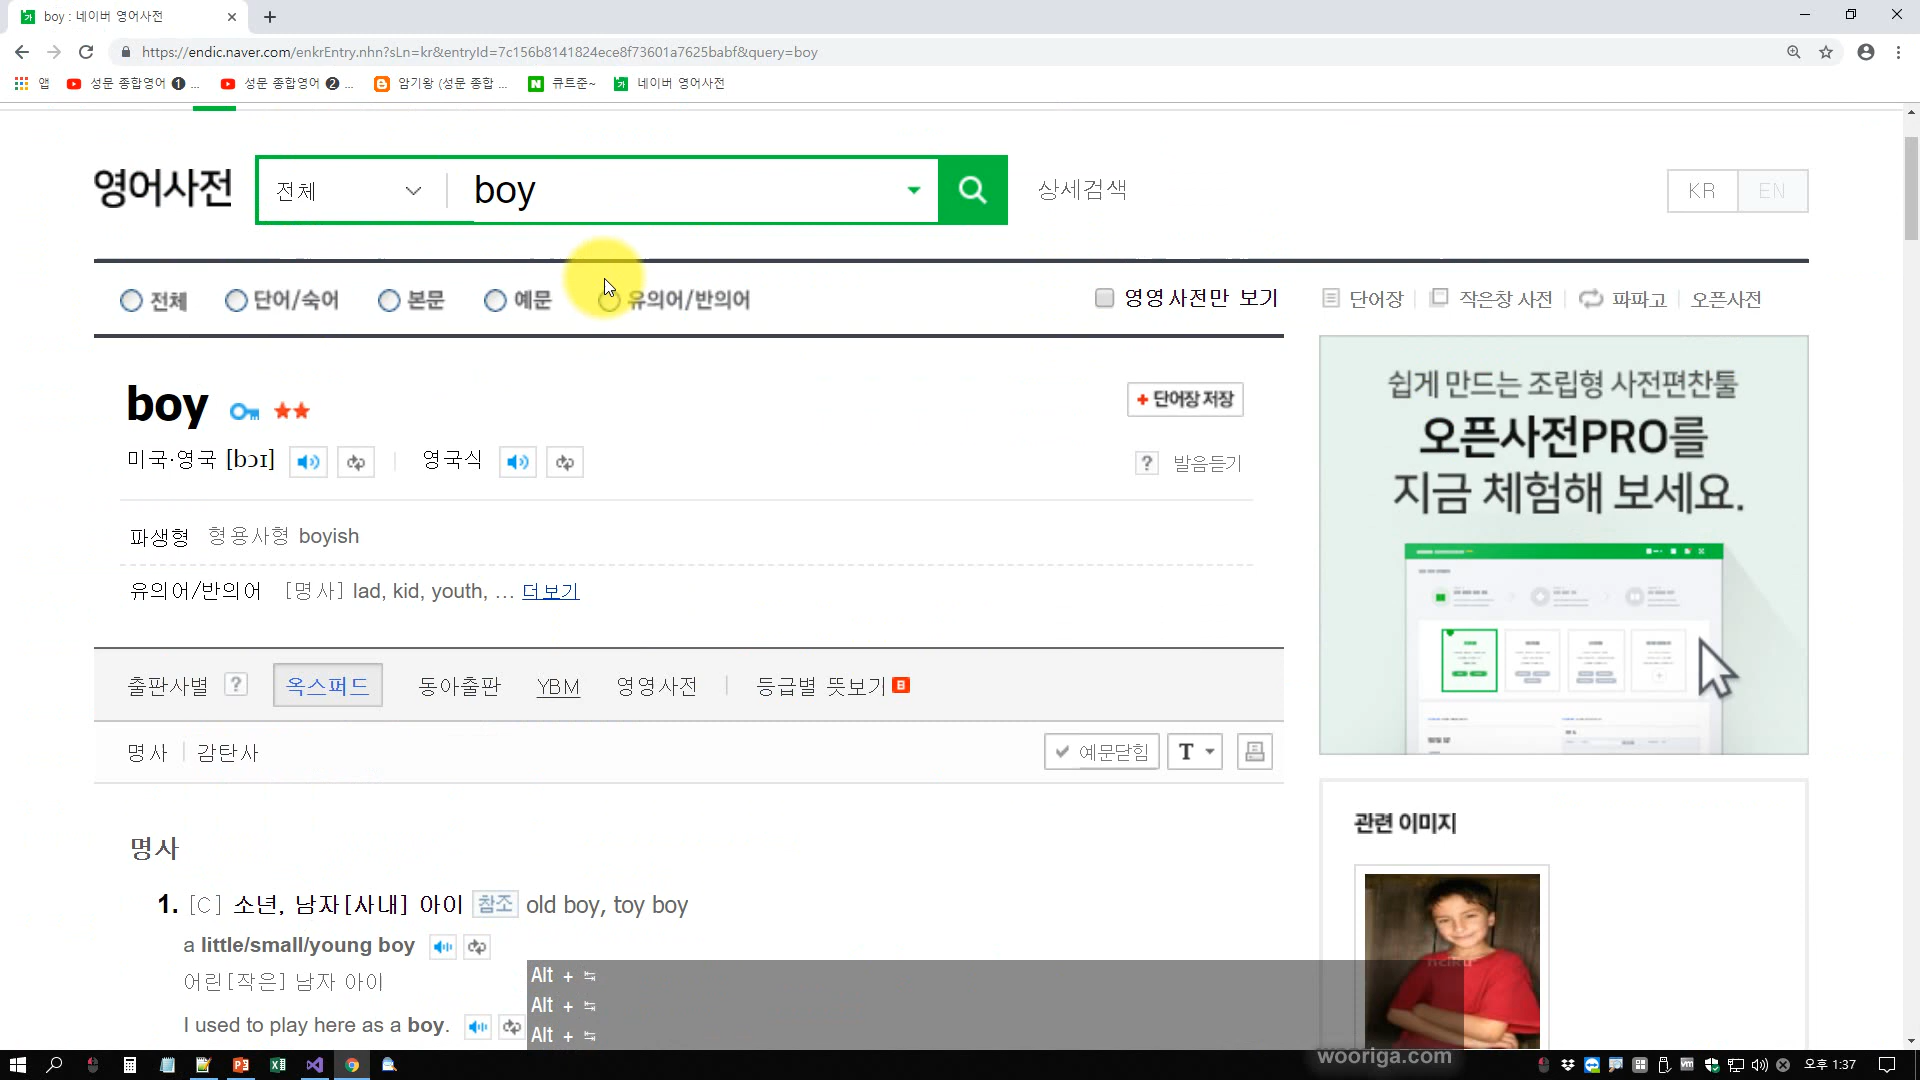 boy : 네이버 영어사전
https://endic.naver.com/enkrEntry.nhn?sLn=kr&entryId=7c156b8141824ece8f73601a7625babf&query=boy
앱 성문 종합영어 ❶ ... 성문 종합영어 ❷ ... 암기왕 (성문 종합 ... 큐트준~ 네이버 영어사전
영어사전 전체 boy 상세검색 KR EN
전체 단어/숙어 본문 예문 유의어/반의어 영영사전만 보기 단어장 작은창 사전 파파고 오픈사전
boy + 단어장 저장
미국·영국 [bɔɪ] 영국식 ? 발음듣기
파생형 형용사형 boyish
유의어/반의어 [명사] lad, kid, youth, … 더보기
출판사별 ? 옥스퍼드 동아출판 YBM 영영사전 등급별 뜻보기 B
명사 감탄사 예문닫힘 T
명사
1. [C] 소년, 남자[사내] 아이 참조 old boy, toy boy
a little/small/young boy
어린[작은] 남자 아이
I used to play here as a boy.
쉽게 만드는 조립형 사전편찬툴
오픈사전PRO를
지금 체험해 보세요.
관련 이미지
Alt + ↹
Alt + ↹
Alt + ↹
wooriga.com
오후 1:37